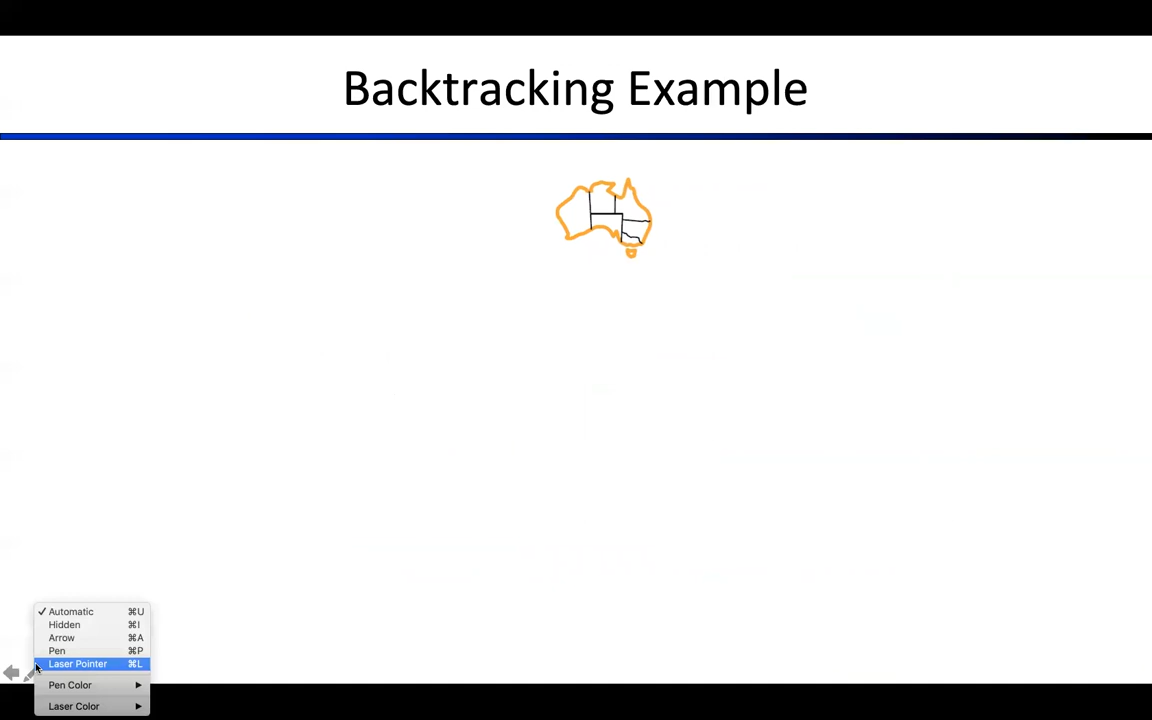 Backtracking Example
✓ Automatic ⌘U
Hidden ⌘I
Arrow ⌘A
Pen ⌘P
Laser Pointer ⌘L
Pen Color ▶
Laser Color ▶